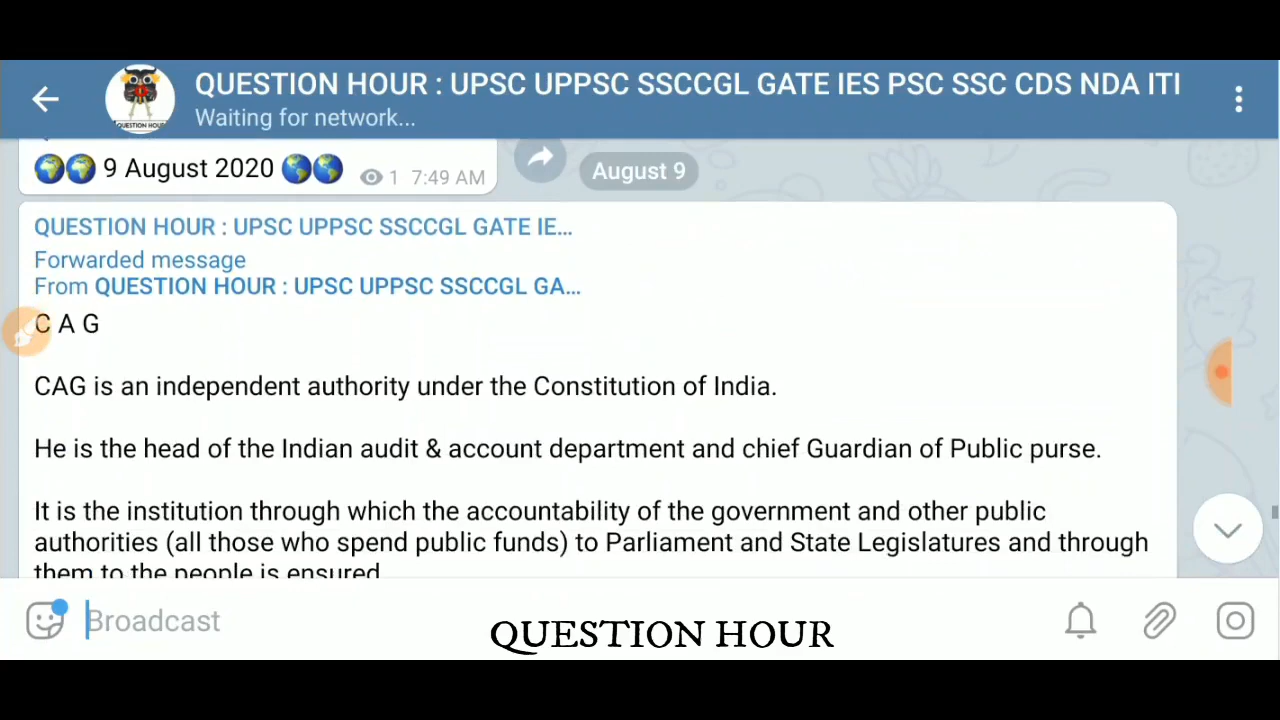 QUESTION HOUR : UPSC UPPSC SSCCGL GATE IES PSC SSC CDS NDA ITI
Waiting for network...
QUESTION HOUR
9 August 2020
1 7:49 AM
August 9
QUESTION HOUR : UPSC UPPSC SSCCGL GATE IE...
Forwarded message
From QUESTION HOUR : UPSC UPPSC SSCCGL GA...
C A G
CAG is an independent authority under the Constitution of India.
He is the head of the Indian audit & account department and chief Guardian of Public purse.
It is the institution through which the accountability of the government and other public
authorities (all those who spend public funds) to Parliament and State Legislatures and through
them to the people is ensured
Broadcast
QUESTION HOUR